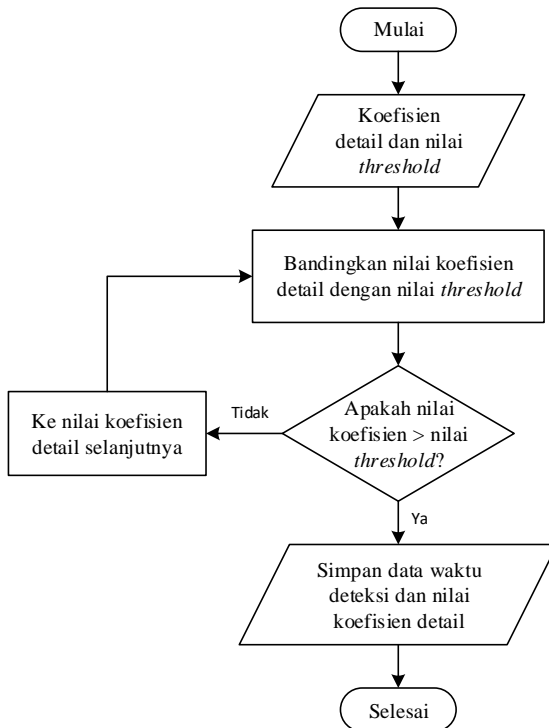 Mulai
Koefisien
detail dan nilai
threshold
Bandingkan nilai koefisien
detail dengan nilai threshold
Apakah nilai
koefisien > nilai
threshold?
Tidak
Ke nilai koefisien
detail selanjutnya
Ya
Simpan data waktu
deteksi dan nilai
koefisien detail
Selesai